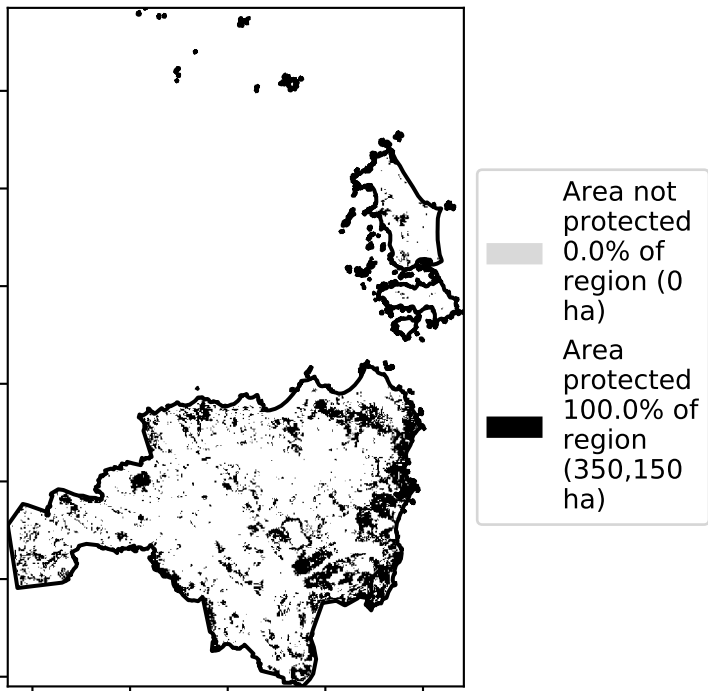 Area not
protected
0.0% of
region (0
ha)
Area
protected
100.0% of
region
(350,150
ha)